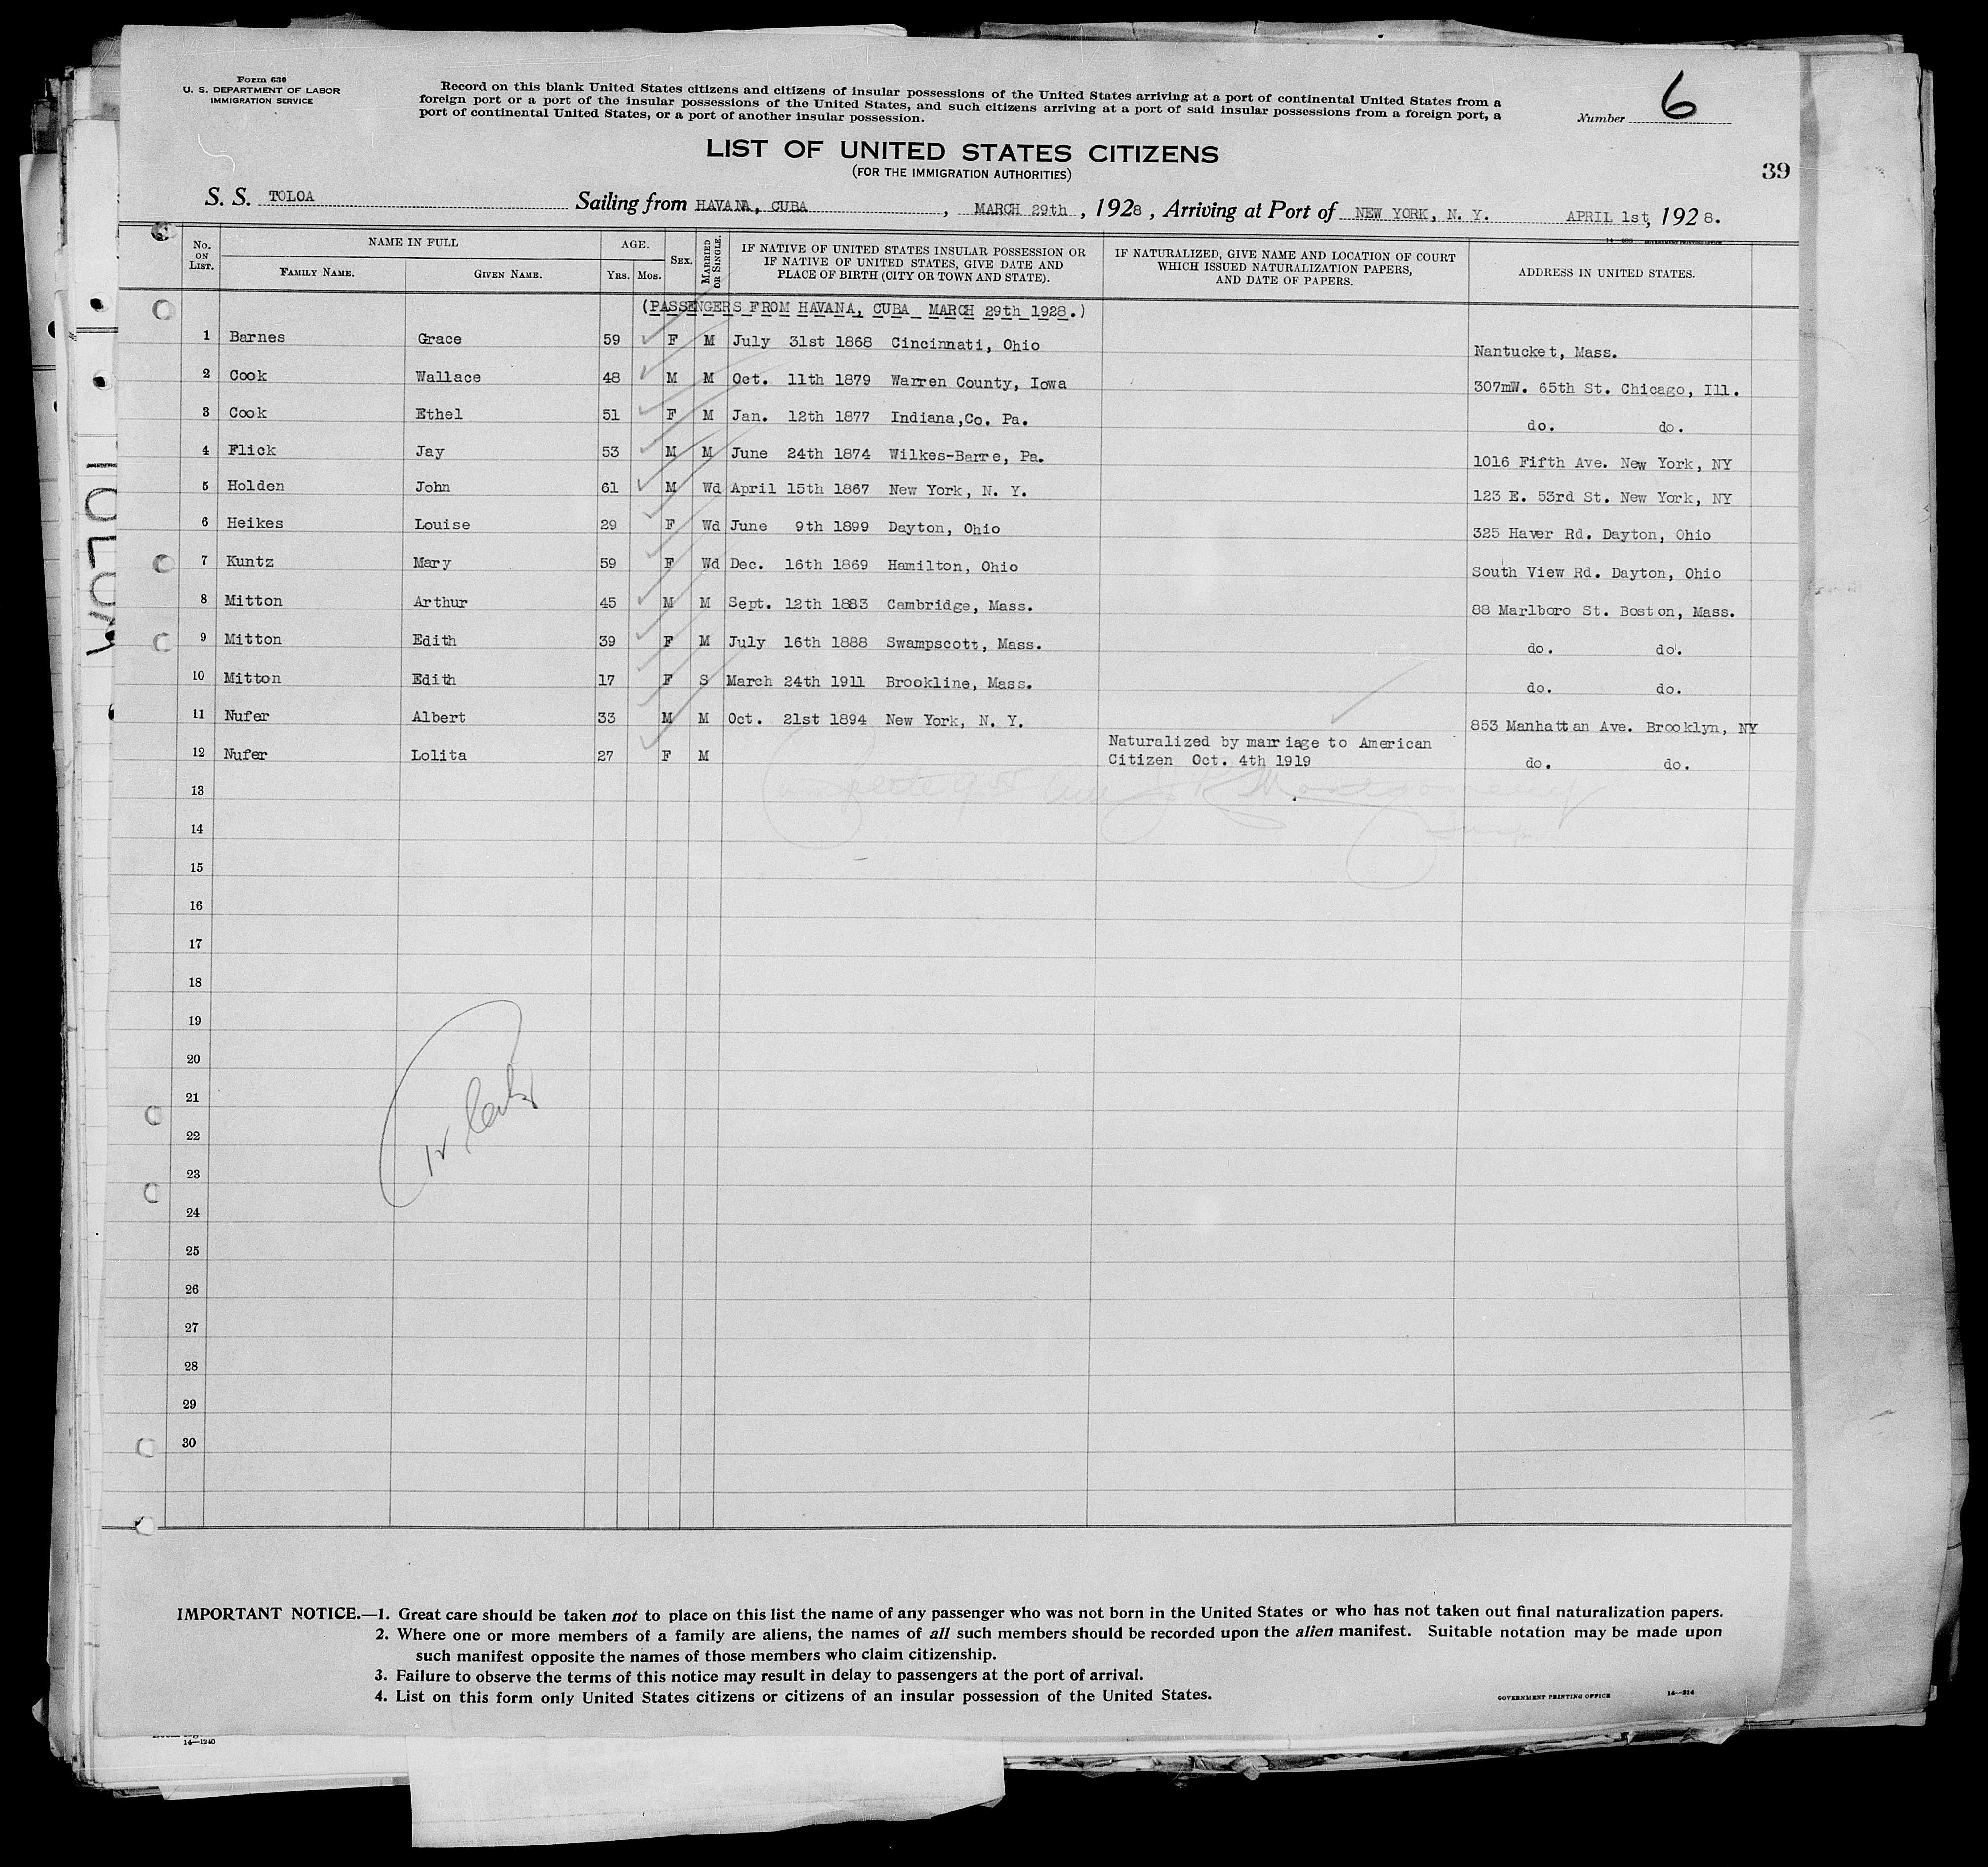 Form 630
U. S. DEPARTMENT OF LABOR
IMMIGRATION SERVICE
Record on this blank United States citizens and citizens of insular possessions of the United States arriving at a port of continental United States from a
foreign port or a port of the insular possessions of the United States, and such citizens arriving at a port of said insular possessions from a foreign port, a
port of continental United States, or a port of another insular possession.
Number 6
LIST OF UNITED STATES CITIZENS
(FOR THE IMMIGRATION AUTHORITIES)
39
S. S. TOLOA Sailing from HAVANA, CUBA, MARCH 29th, 1928, Arriving at Port of NEW YORK, N. Y. APRIL 1st, 1928.
No. ON LIST. NAME IN FULL FAMILY NAME. GIVEN NAME. AGE. YRS. MOS. SEX. MARRIED OR SINGLE. IF NATIVE OF UNITED STATES INSULAR POSSESSION OR IF NATIVE OF UNITED STATES, GIVE DATE AND PLACE OF BIRTH (CITY OR TOWN AND STATE). IF NATURALIZED, GIVE NAME AND LOCATION OF COURT WHICH ISSUED NATURALIZATION PAPERS, AND DATE OF PAPERS. ADDRESS IN UNITED STATES.
(PASSENGERS FROM HAVANA, CUBA MARCH 29th 1928.)
1 Barnes Grace 59 F M July 31st 1868 Cincinnati, Ohio Nantucket, Mass.
2 Cook Wallace 48 M M Oct. 11th 1879 Warren County, Iowa 307mW. 65th St. Chicago, Ill.
3 Cook Ethel 51 F M Jan. 12th 1877 Indiana,Co. Pa. do. do.
4 Flick Jay 53 M M June 24th 1874 Wilkes-Barre, Pa. 1016 Fifth Ave. New York, NY
5 Holden John 61 M Wd April 15th 1867 New York, N. Y. 123 E. 53rd St. New York, NY
6 Heikes Louise 29 F Wd June 9th 1899 Dayton, Ohio 325 Haver Rd. Dayton, Ohio
7 Kuntz Mary 59 F Wd Dec. 16th 1869 Hamilton, Ohio South View Rd. Dayton, Ohio
8 Mitton Arthur 45 M M Sept. 12th 1883 Cambridge, Mass. 88 Marlboro St. Boston, Mass.
9 Mitton Edith 39 F M July 16th 1888 Swampscott, Mass. do. do.
10 Mitton Edith 17 F S March 24th 1911 Brookline, Mass. do. do.
11 Nufer Albert 33 M M Oct. 21st 1894 New York, N. Y. 853 Manhattan Ave. Brooklyn, NY
12 Nufer Lolita 27 F M Naturalized by marriage to American Citizen Oct. 4th 1919 do. do.
13
14
15
16
17
18
19
20
21
22
23
24
25
26
27
28
29
30
TOLOA
IMPORTANT NOTICE.—1. Great care should be taken not to place on this list the name of any passenger who was not born in the United States or who has not taken out final naturalization papers.
2. Where one or more members of a family are aliens, the names of all such members should be recorded upon the alien manifest. Suitable notation may be made upon
such manifest opposite the names of those members who claim citizenship.
3. Failure to observe the terms of this notice may result in delay to passengers at the port of arrival.
4. List on this form only United States citizens or citizens of an insular possession of the United States.
GOVERNMENT PRINTING OFFICE 14—314
14—1240